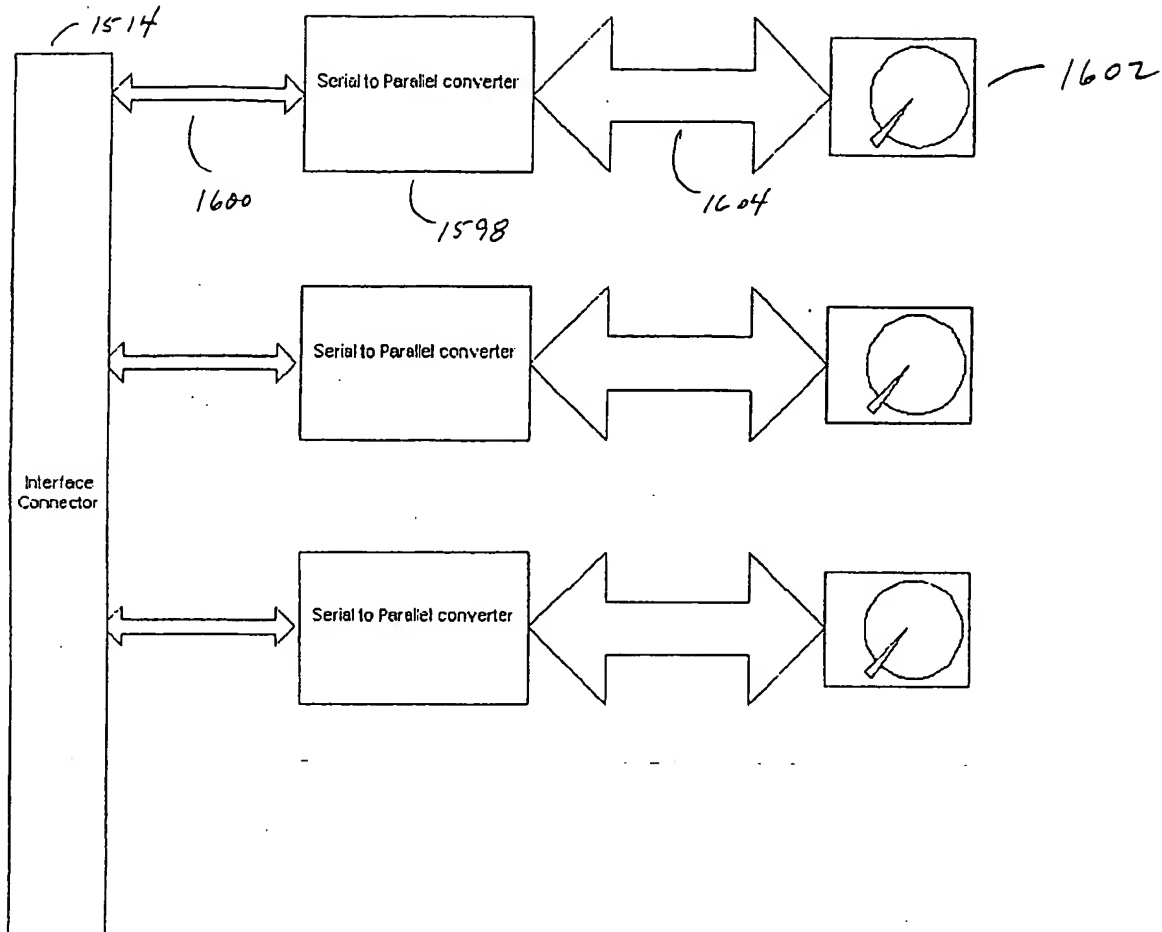 1514
Serial to Parallel converter
1602
1600
1598
1604
Serial to Parallel converter
Interface
Connector
Serial to Parallel converter